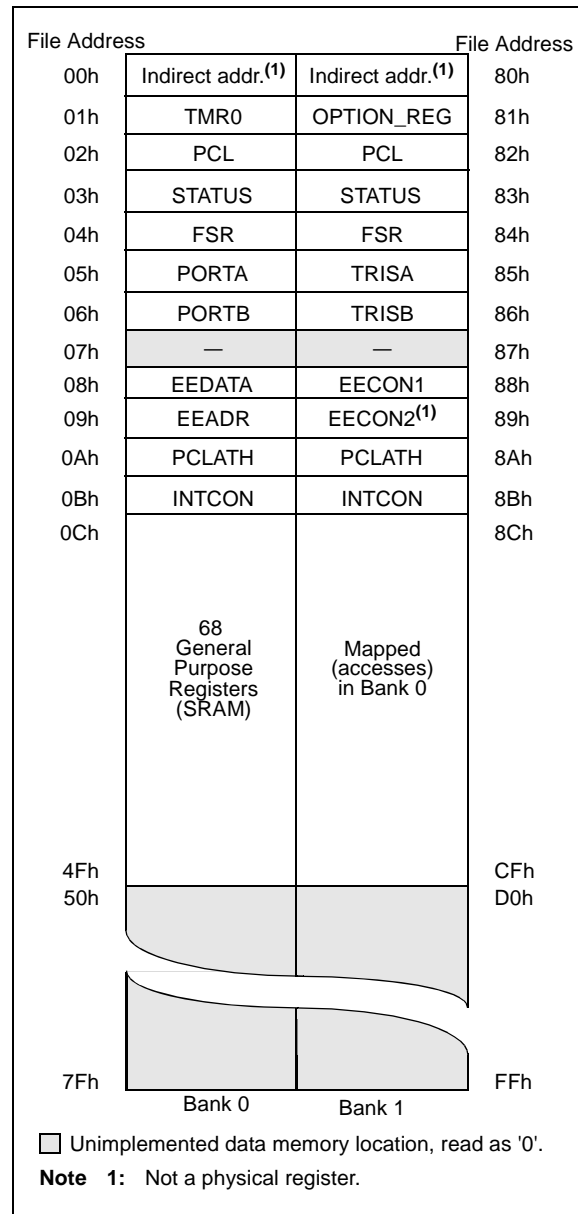 File Address File Address
00h Indirect addr.(1) Indirect addr.(1) 80h
01h TMR0 OPTION_REG 81h
02h PCL PCL 82h
03h STATUS STATUS 83h
04h FSR FSR 84h
05h PORTA TRISA 85h
06h PORTB TRISB 86h
07h — — 87h
08h EEDATA EECON1 88h
09h EEADR EECON2(1) 89h
0Ah PCLATH PCLATH 8Ah
0Bh INTCON INTCON 8Bh
0Ch 8Ch
68
General
Purpose
Registers
(SRAM)
Mapped
(accesses)
in Bank 0
4Fh CFh
50h D0h
7Fh FFh
Bank 0 Bank 1
Unimplemented data memory location, read as '0'.
Note 1: Not a physical register.